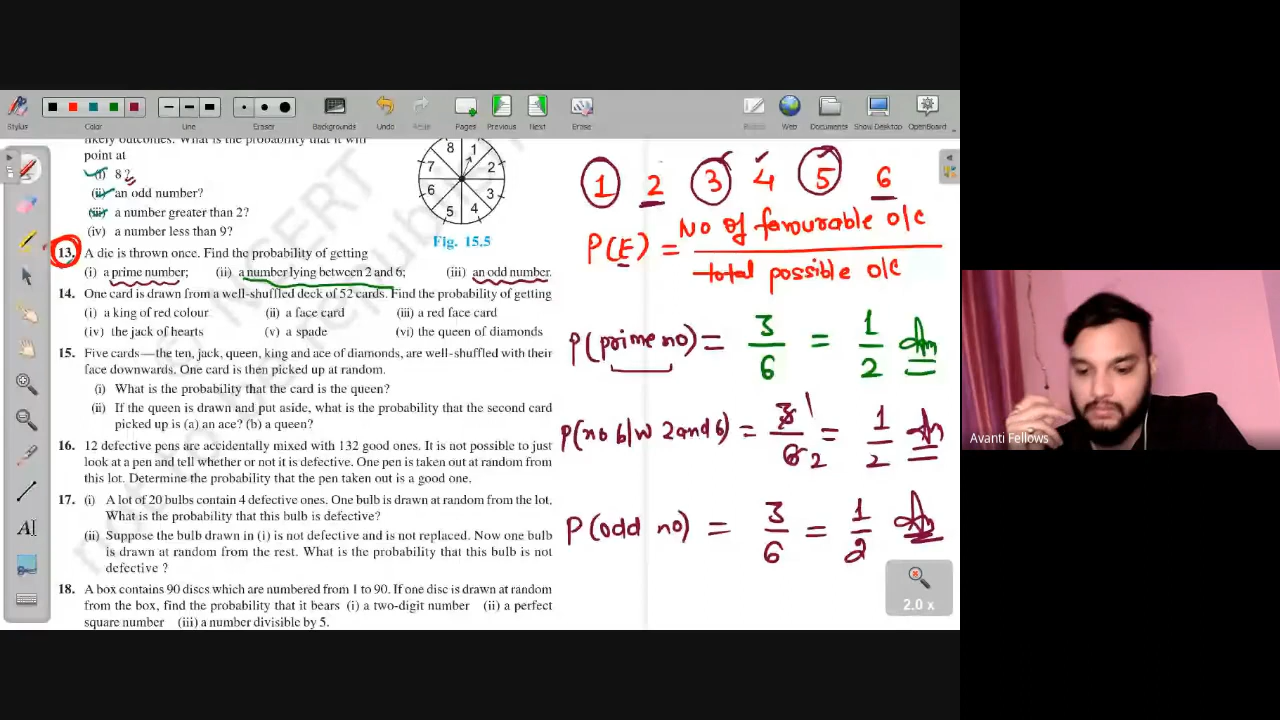 Stylus Color Line Eraser Backgrounds Undo Redo Pages Previous Next Erase Web Documents Show Desktop OpenBoard
likely outcomes. What is the probability that it will
point at
(i) 8 ?
(ii) an odd number?
(iii) a number greater than 2?
(iv) a number less than 9?
8 1
7 2
6 3
5 4
Fig. 15.5
13. A die is thrown once. Find the probability of getting
(i) a prime number; (ii) a number lying between 2 and 6; (iii) an odd number.
14. One card is drawn from a well-shuffled deck of 52 cards. Find the probability of getting
(i) a king of red colour (ii) a face card (iii) a red face card
(iv) the jack of hearts (v) a spade (vi) the queen of diamonds
15. Five cards—the ten, jack, queen, king and ace of diamonds, are well-shuffled with their
face downwards. One card is then picked up at random.
(i) What is the probability that the card is the queen?
(ii) If the queen is drawn and put aside, what is the probability that the second card
picked up is (a) an ace? (b) a queen?
16. 12 defective pens are accidentally mixed with 132 good ones. It is not possible to just
look at a pen and tell whether or not it is defective. One pen is taken out at random from
this lot. Determine the probability that the pen taken out is a good one.
17. (i) A lot of 20 bulbs contain 4 defective ones. One bulb is drawn at random from the lot.
What is the probability that this bulb is defective?
(ii) Suppose the bulb drawn in (i) is not defective and is not replaced. Now one bulb
is drawn at random from the rest. What is the probability that this bulb is not
defective ?
18. A box contains 90 discs which are numbered from 1 to 90. If one disc is drawn at random
from the box, find the probability that it bears (i) a two-digit number (ii) a perfect
square number (iii) a number divisible by 5.
1 2 3 4 5 6
P(E) = No of favourable o/c
total possible o/c
P(prime no) = 3/6 = 1/2 Ans
P(no b/w 2 and 6) = 3/6 1 2 = 1/2 Ans
P(odd no) = 3/6 = 1/2 Ans
2.0 x
Avanti Fellows